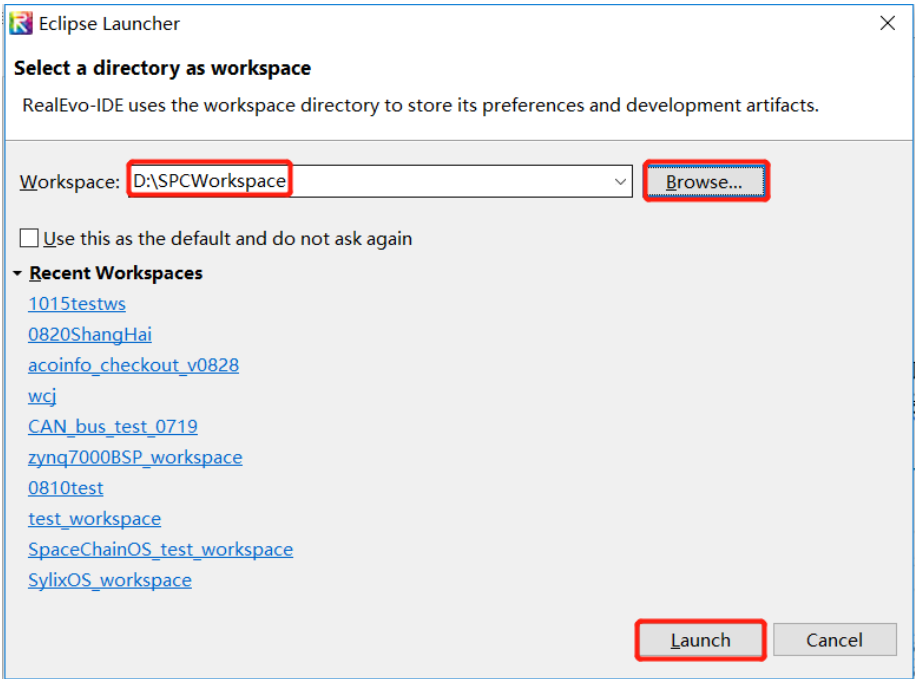 Eclipse Launcher
Select a directory as workspace
RealEvo-IDE uses the workspace directory to store its preferences and development artifacts.
Workspace: D:\SPCWorkspace Browse...
Use this as the default and do not ask again
Recent Workspaces
1015testws
0820ShangHai
acoinfo_checkout_v0828
wcj
CAN_bus_test_0719
zynq7000BSP_workspace
0810test
test_workspace
SpaceChainOS_test_workspace
SylixOS_workspace
Launch Cancel